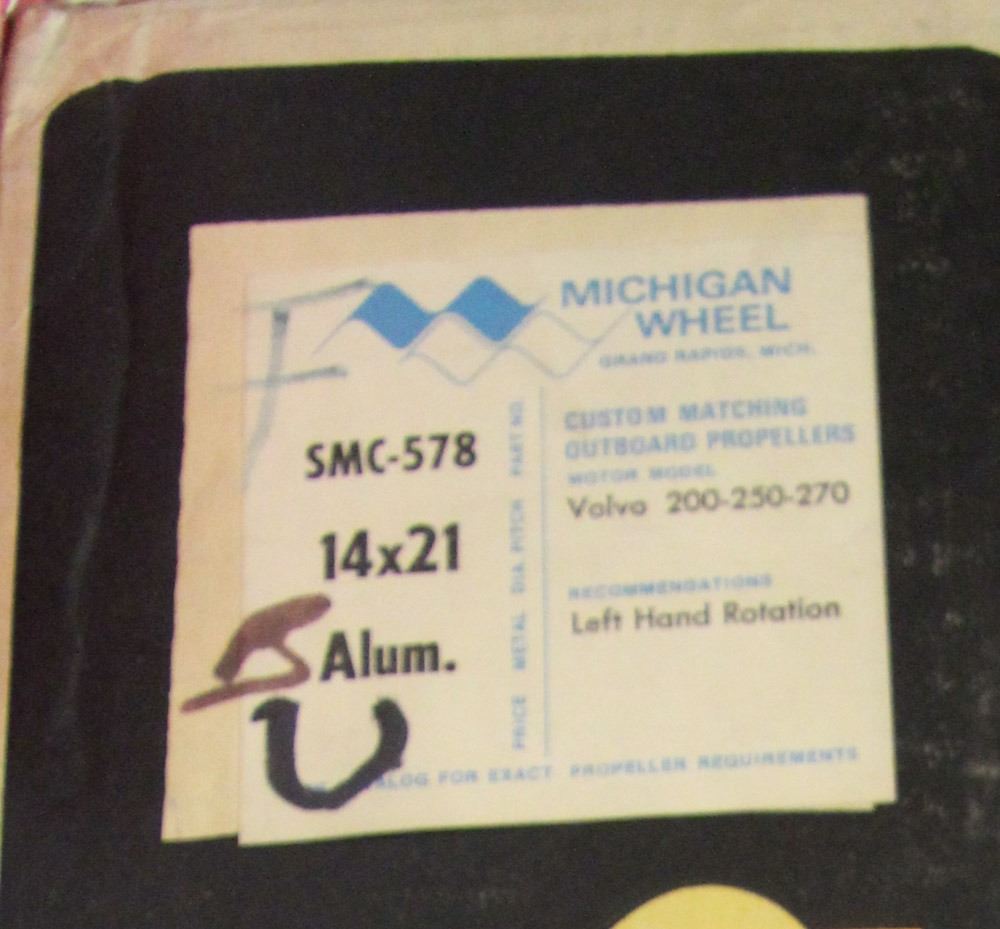 MICHIGAN
WHEEL
GRAND RAPIDS, MICH.
SMC-578
14x21
Alum.
U
PART NO.
DIA. PITCH
METAL
PRICE
CUSTOM MATCHING
OUTBOARD PROPELLERS
MOTOR MODEL
Volvo 200-250-270
RECOMMENDATIONS
Left Hand Rotation
FOR EXACT PROPELLER REQUIREMENTS